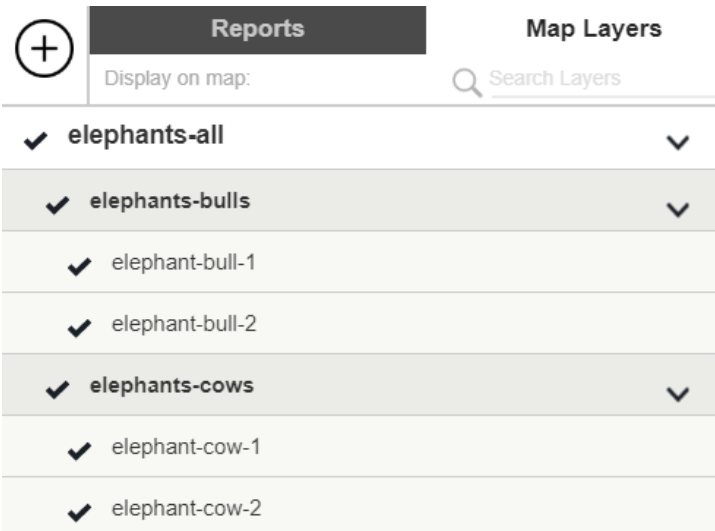 Reports Map Layers
Display on map: Search Layers
elephants-all
elephants-bulls
elephant-bull-1
elephant-bull-2
elephants-cows
elephant-cow-1
elephant-cow-2